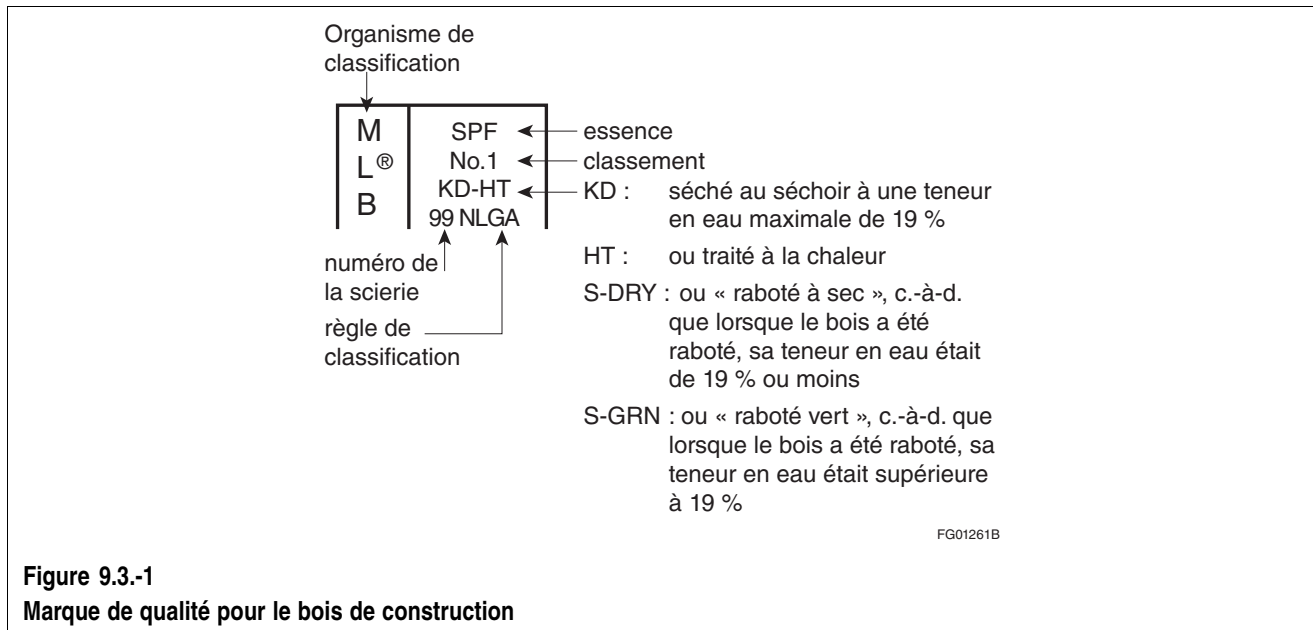 Organisme de
classification
M
L®
B
SPF
No.1
KD-HT
99 NLGA
essence
classement
KD : séché au séchoir à une teneur
en eau maximale de 19 %
HT : ou traité à la chaleur
S-DRY : ou « raboté à sec », c.-à-d.
que lorsque le bois a été
raboté, sa teneur en eau était
de 19 % ou moins
S-GRN : ou « raboté vert », c.-à-d. que
lorsque le bois a été raboté, sa
teneur en eau était supérieure
à 19 %
numéro de
la scierie
règle de
classification
FG01261B
Figure 9.3.-1
Marque de qualité pour le bois de construction